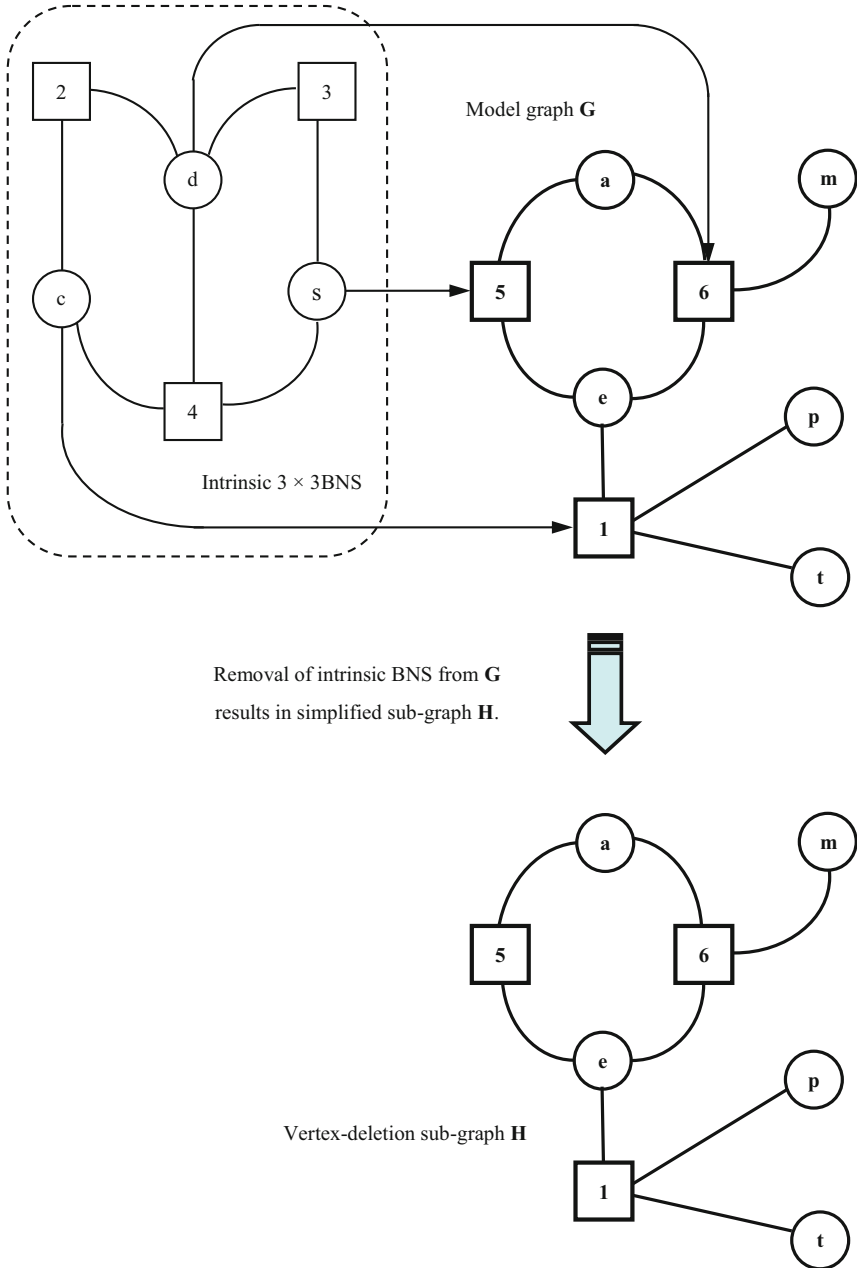 2
3
Model graph G
d
a
m
5
6
c
s
e
4
p
Intrinsic 3 × 3BNS
1
t
Removal of intrinsic BNS from G
results in simplified sub-graph H.
a
m
5
6
e
p
Vertex-deletion sub-graph H
1
t